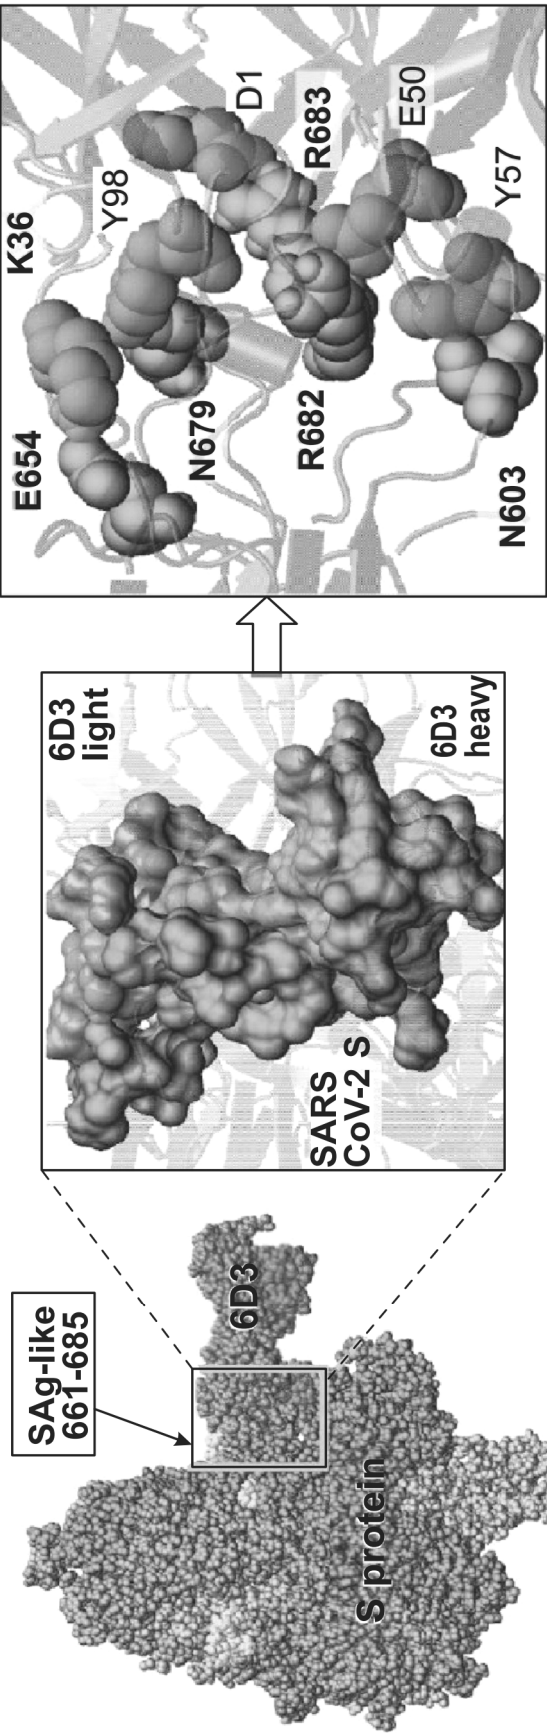 SAg-like
661-685
6D3
S protein
6D3
light
SARS
CoV-2 S
6D3
heavy
K36
Y98
D1
R683
E50
Y57
E654
N679
R682
N603